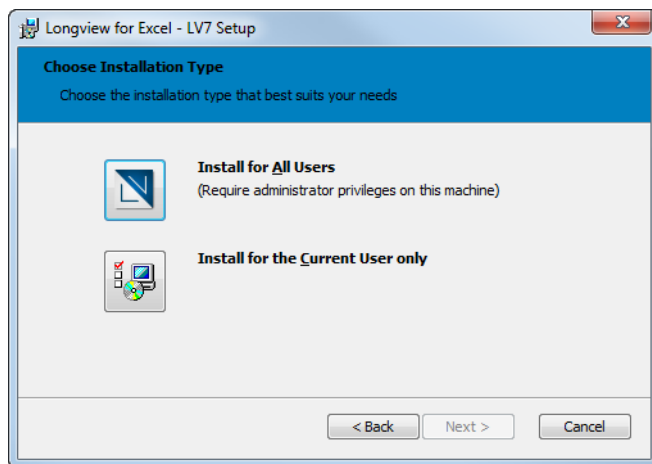 Longview for Excel - LV7 Setup
Choose Installation Type
Choose the installation type that best suits your needs
Install for All Users
(Require administrator privileges on this machine)
Install for the Current User only
< Back Next > Cancel